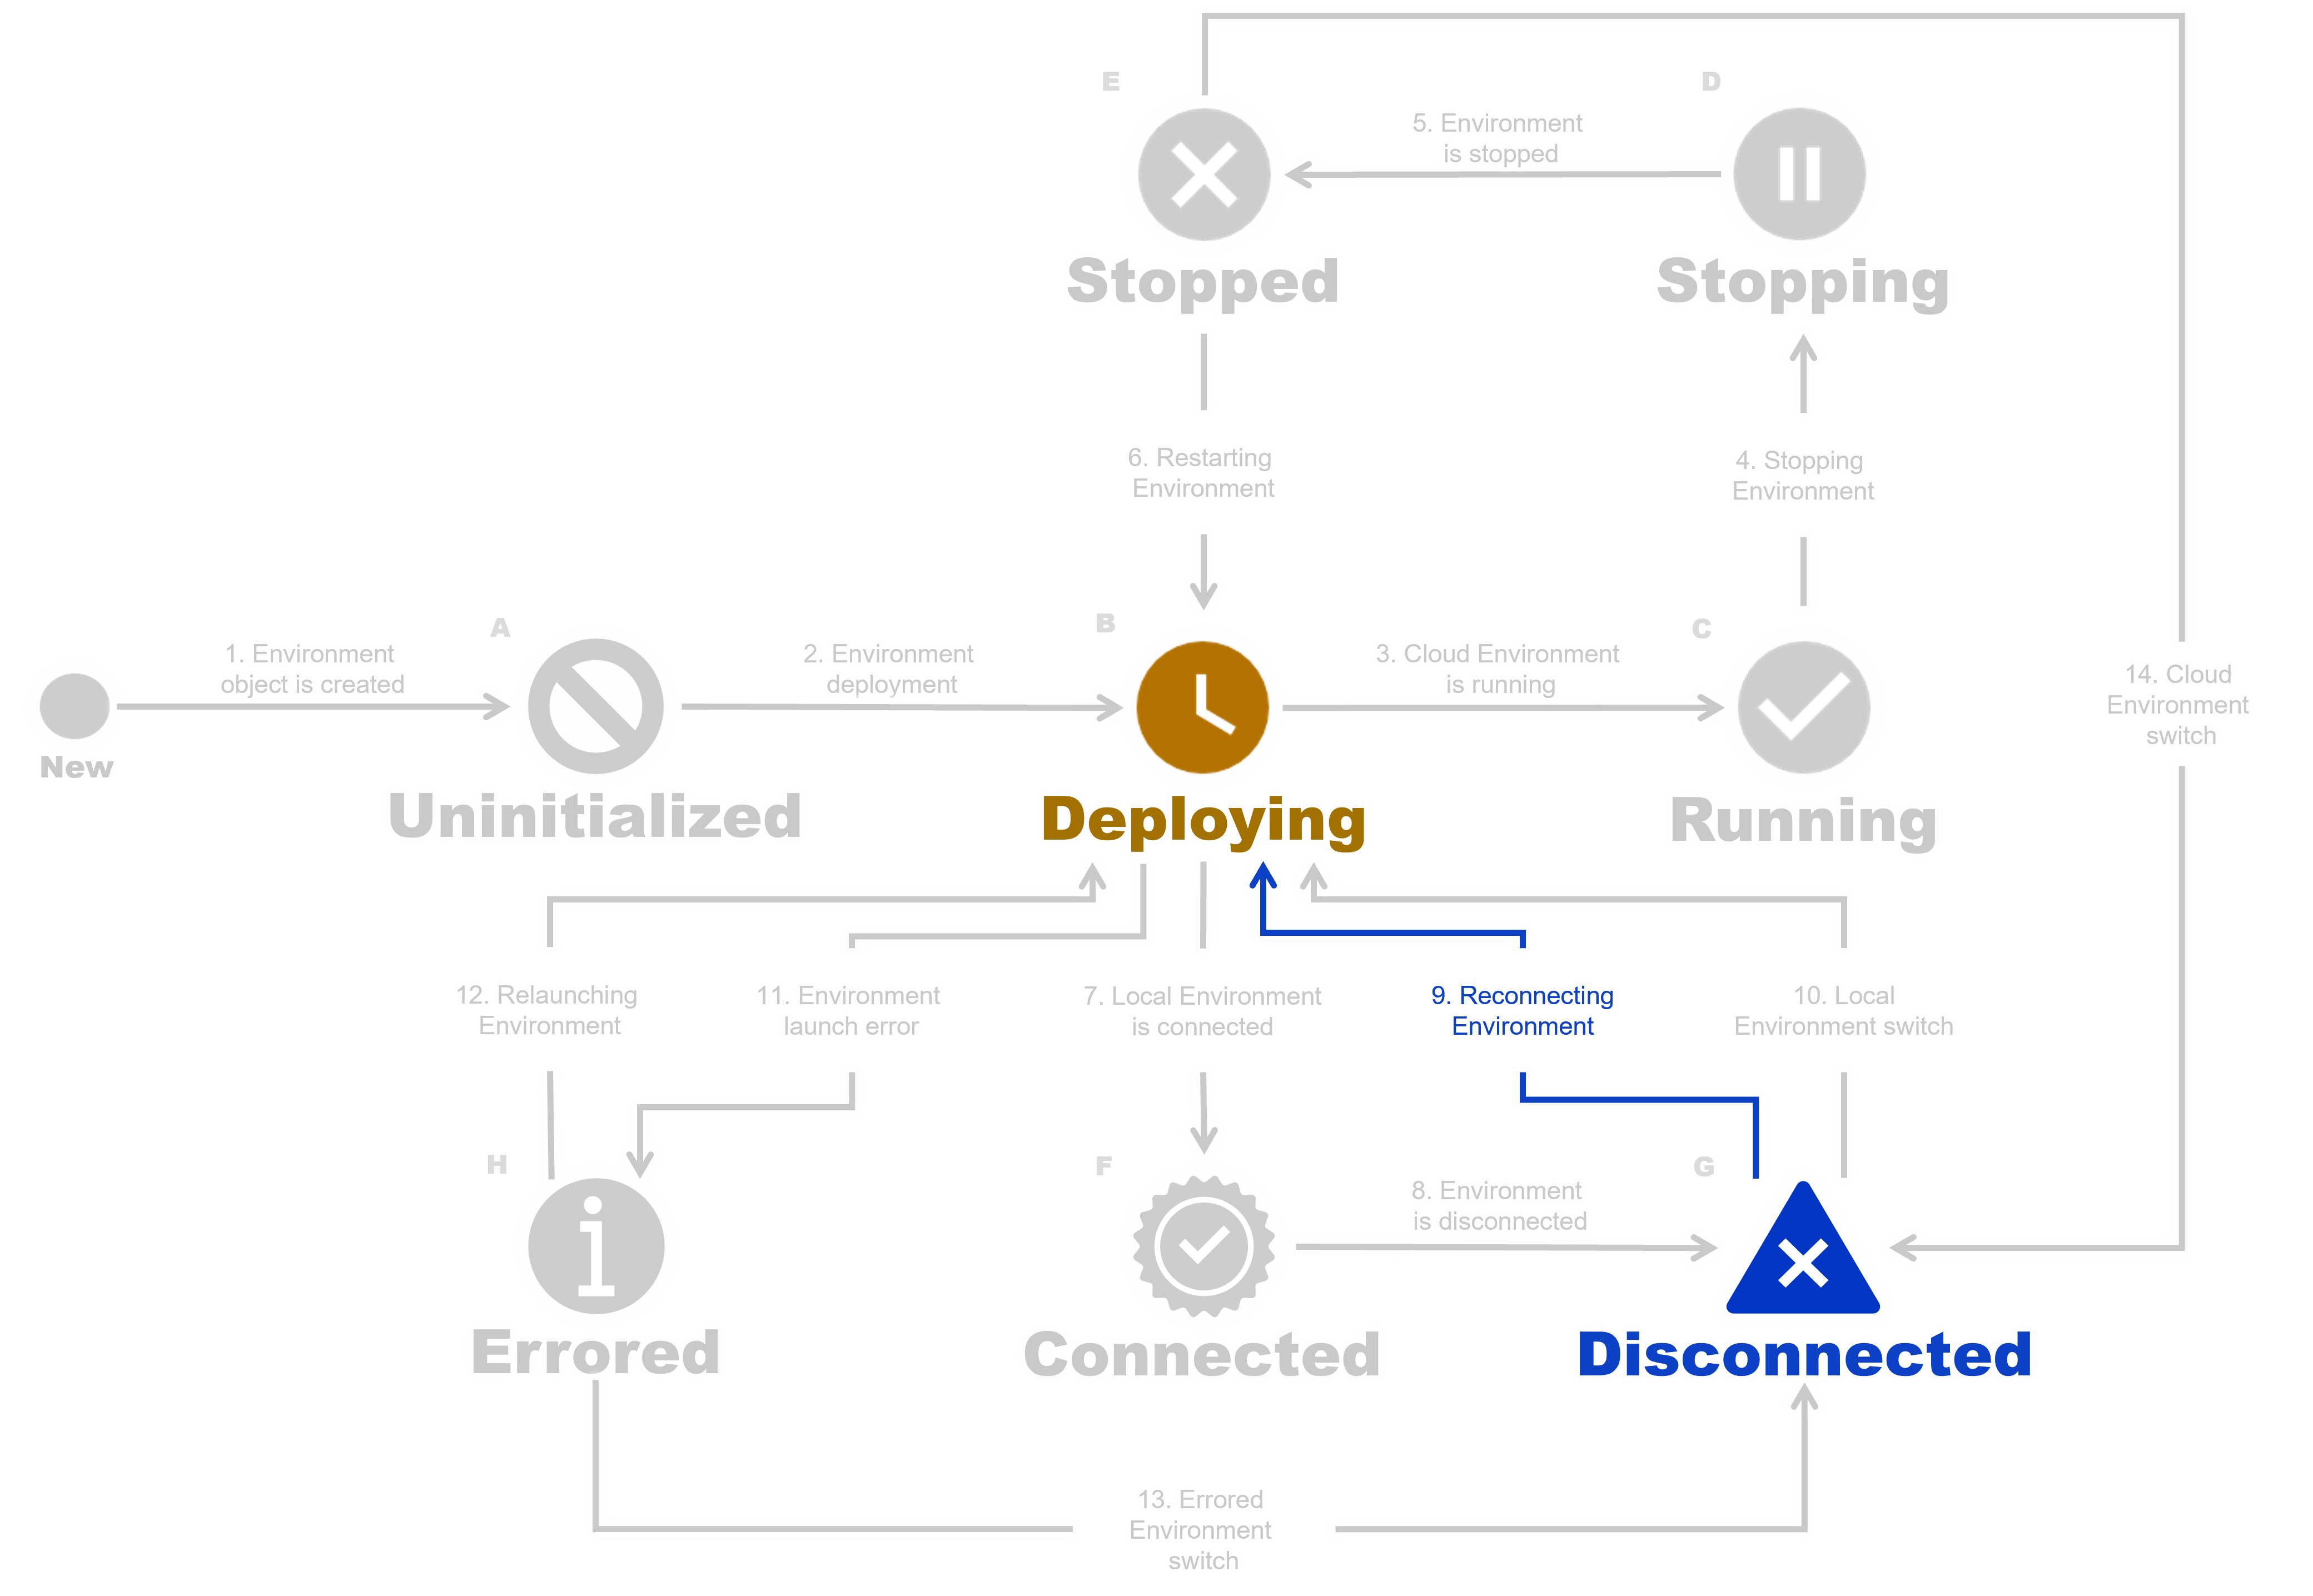 E
D
5. Environment
is stopped
Stopped
Stopping
6. Restarting
Environment
4. Stopping
Environment
A
B
C
1. Environment
object is created
2. Environment
deployment
3. Cloud Environment
is running
14. Cloud
Environment
switch
New
Uninitialized
Deploying
Running
12. Relaunching
Environment
11. Environment
launch error
7. Local Environment
is connected
9. Reconnecting
Environment
10. Local
Environment switch
H
F
G
8. Environment
is disconnected
Errored
Connected
Disconnected
13. Errored
Environment
switch